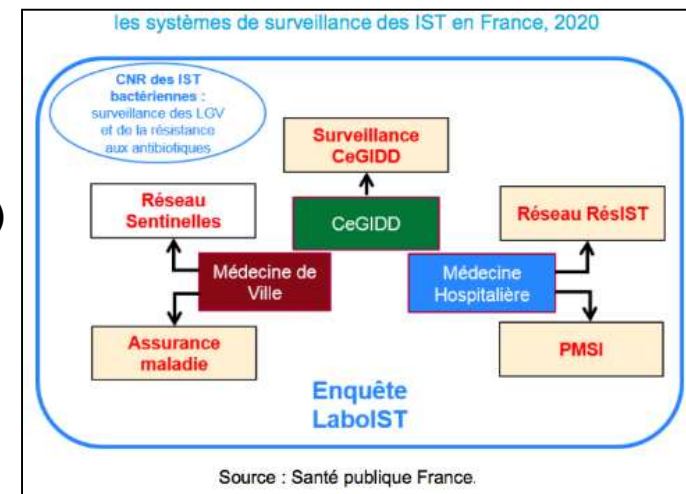 les systèmes de surveillance des IST en France, 2020
CNR des IST
bactériennes :
surveillance des LGV
et de la résistance
aux antibiotiques
Surveillance
CeGIDD
Réseau
Sentinelles
CeGIDD
Réseau RésIST
Médecine de
Ville
Médecine
Hospitalière
Assurance
maladie
PMSI
Enquête
LaboIST
Source : Santé publique France.
)